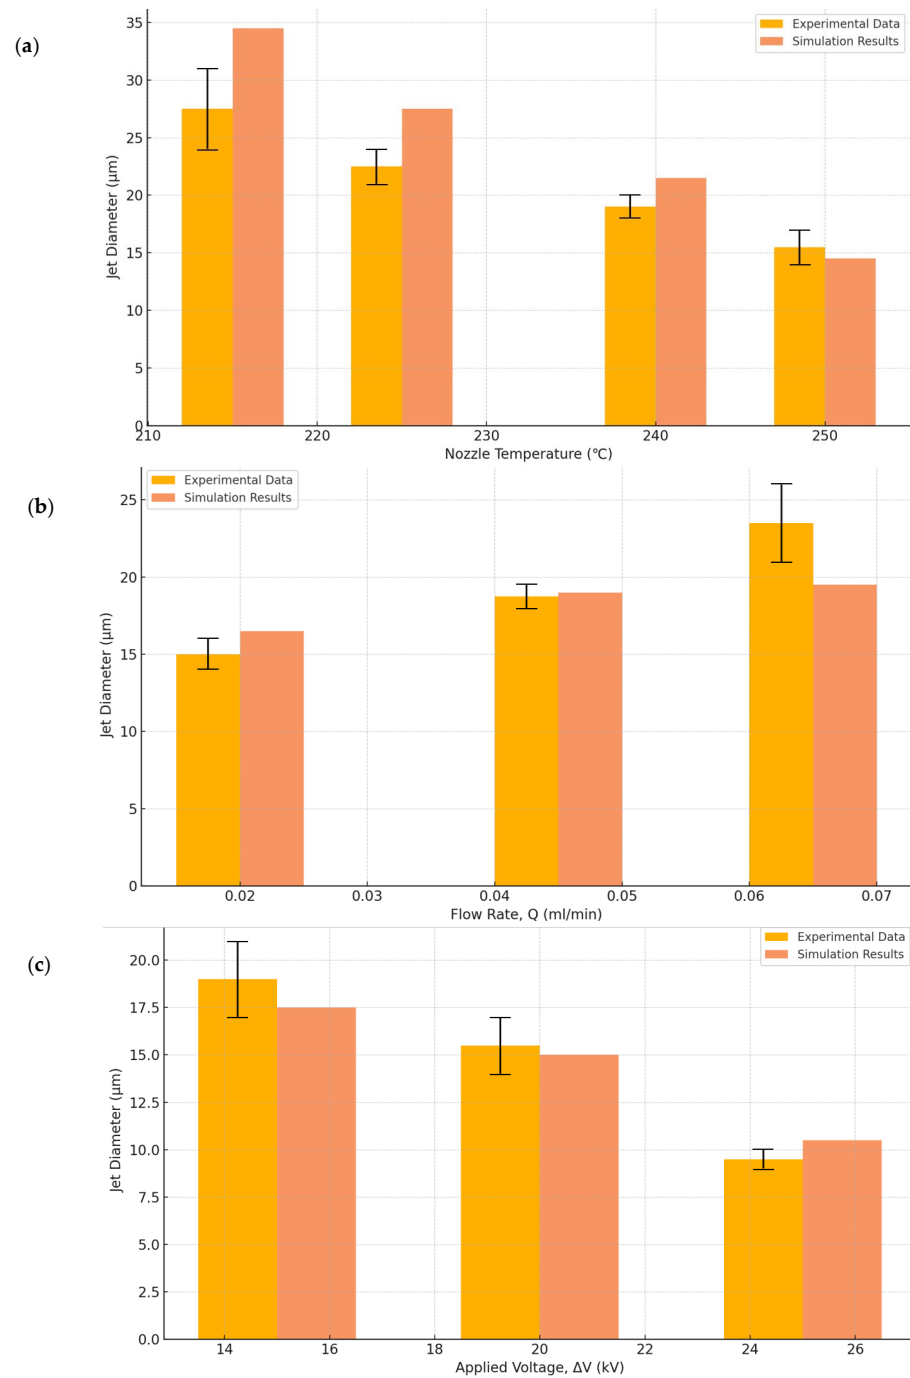 (a)
Experimental Data
Simulation Results
35
30
25
20
15
10
5
0
Jet Diameter (μm)
210 220 230 240 250
Nozzle Temperature (℃)
(b)
Experimental Data
Simulation Results
25
20
15
10
5
0
Jet Diameter (μm)
0.02 0.03 0.04 0.05 0.06 0.07
Flow Rate, Q (ml/min)
(c)
Experimental Data
Simulation Results
20.0
17.5
15.0
12.5
10.0
7.5
5.0
2.5
0.0
Jet Diameter (μm)
14 16 18 20 22 24 26
Applied Voltage, ΔV (kV)